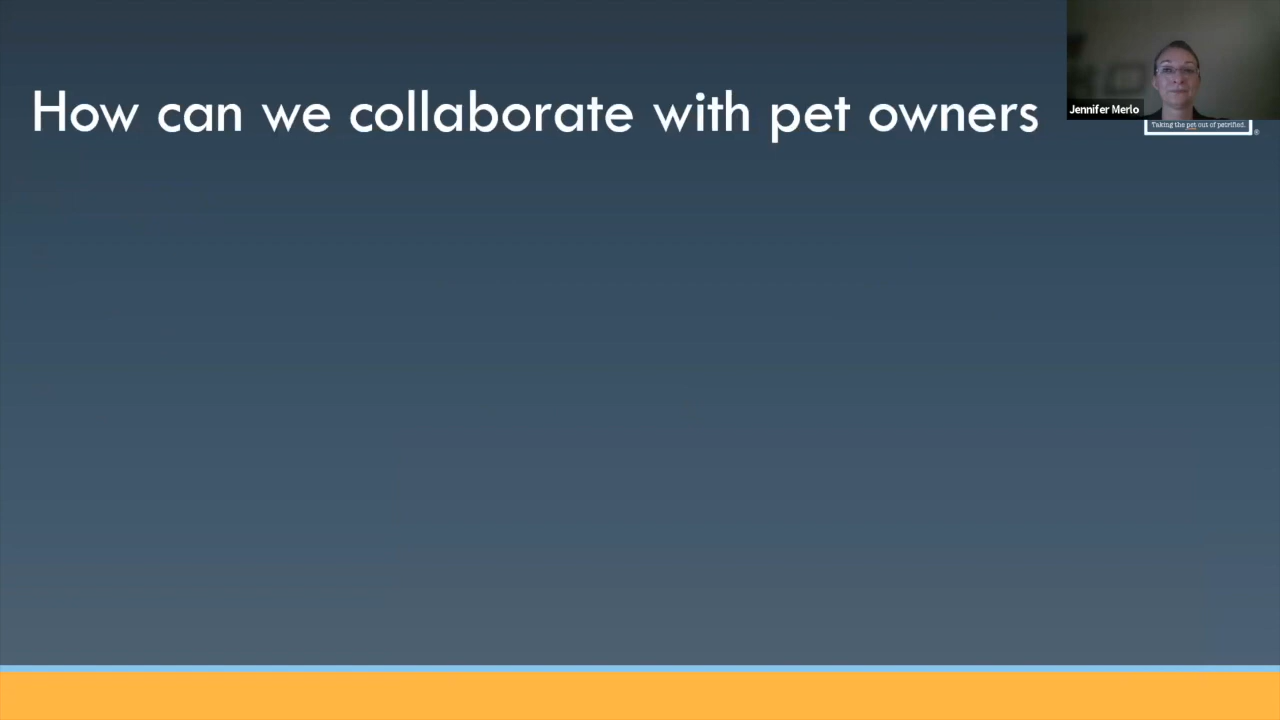 How can we collaborate with pet owners
Jennifer Merlo
Taking the pet out of petrified.
®